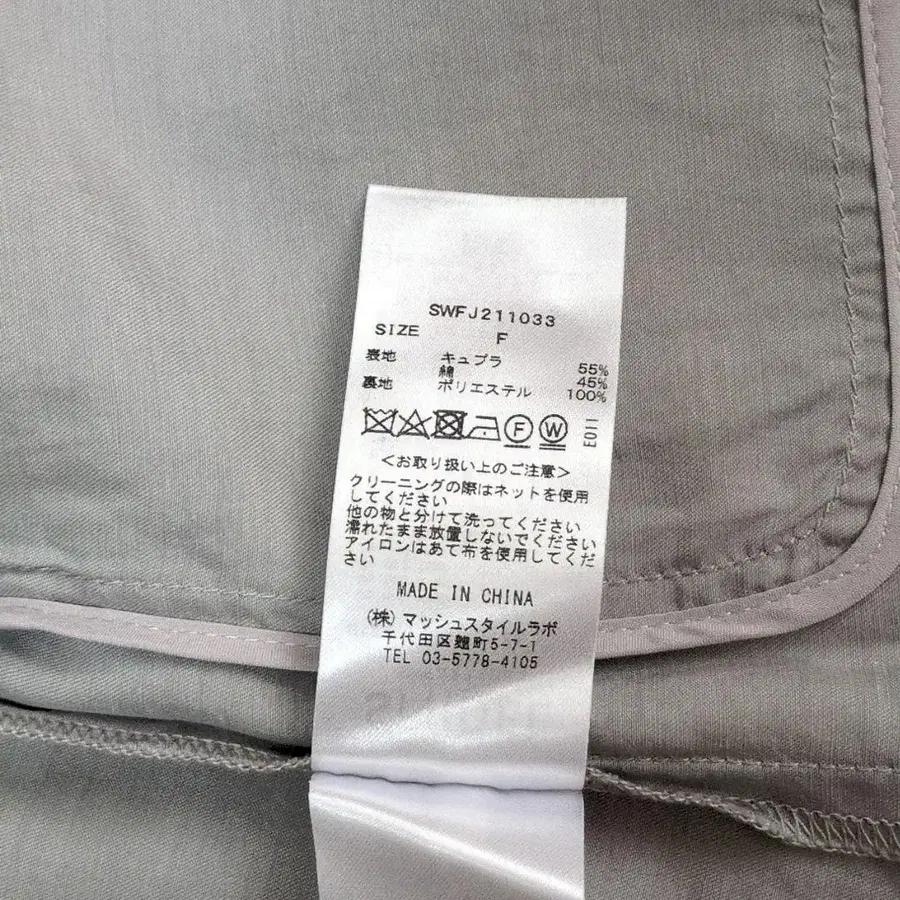 SWFJ211033
SIZE F
表地 キュプラ 55%
綿 45%
裏地 ポリエステル 100%
F W E011
<お取り扱い上のご注意>
クリーニングの際はネットを使用
してください
他の物と分けて洗ってください
濡れたまま放置しないでください
アイロンはあて布を使用してくだ
さい
MADE IN CHINA
(株)マッシュスタイルラボ
千代田区麹町5-7-1
TEL 03-5778-4105